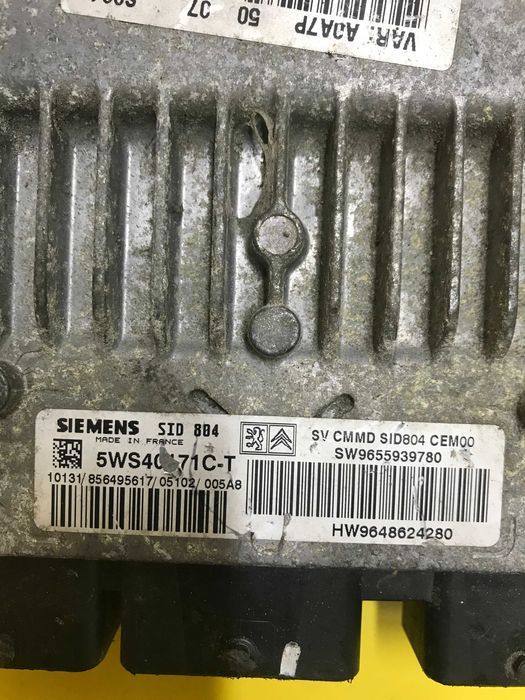 VAR: A0A7P
50
07
SIEMENS SID 804
MADE IN FRANCE
10131/856495617/05102/005A8
SV CMMD SID804 CEM00
SW9655939780
HW9648624280